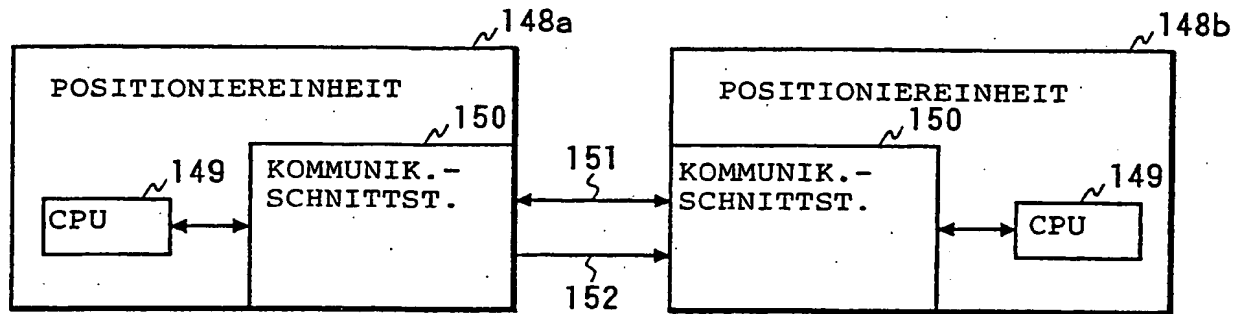 148a
POSITIONIEREINHEIT
150
149
KOMMUNIK.-
SCHNITTST.
CPU
151
152
148b
POSITIONIEREINHEIT
150
KOMMUNIK.-
SCHNITTST.
149
CPU